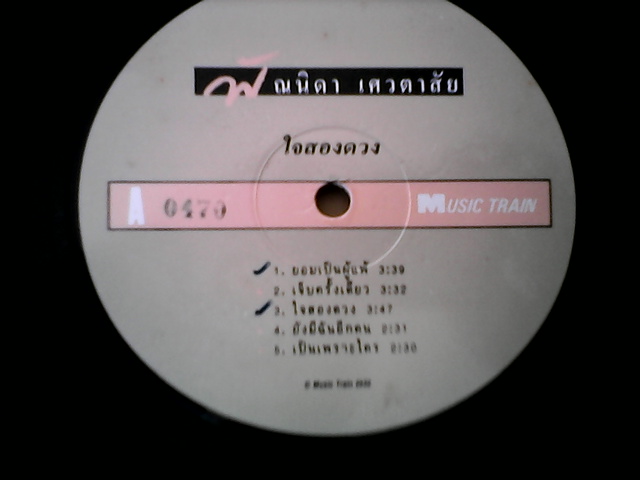 ฟี ณนิดา เศวตาสัย
ใจสองดวง
A 0470 MUSIC TRAIN
1. ยอมเป็นผู้แพ้ 3:39
2. เจ็บครั้งเดียว 3:32
3. ใจสองดวง 3:47
4. ยังมีฉันอีกคน 2:31
5. เป็นเพราะใคร 2:30
© Music Train